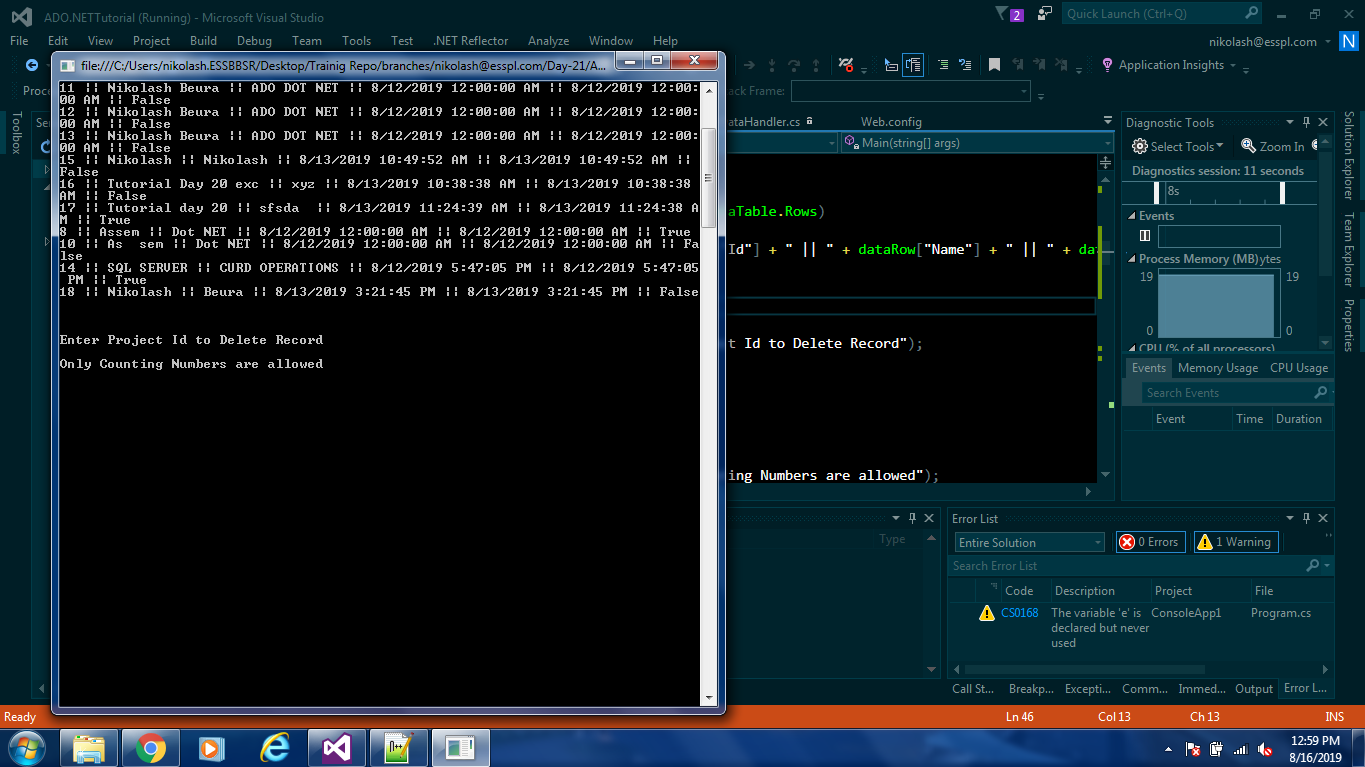 ADO.NETTutorial (Running) - Microsoft Visual Studio
2
Quick Launch (Ctrl+Q)
File Edit View Project Build Debug Team Tools Test .NET Reflector Analyze Window Help
nikolash@esspl.com
N
file:///C:/Users/nikolash.ESSBBSR/Desktop/Trainig Repo/branches/nikolash@esspl.com/Day-21/A...
Application Insights
Proce
ack Frame:
Toolbox
Se
11 || Nikolash Beura || ADO DOT NET || 8/12/2019 12:00:00 AM || 8/12/2019 12:00:
00 AM || False
12 || Nikolash Beura || ADO DOT NET || 8/12/2019 12:00:00 AM || 8/12/2019 12:00:
00 AM || False
13 || Nikolash Beura || ADO DOT NET || 8/12/2019 12:00:00 AM || 8/12/2019 12:00:
00 AM || False
15 || Nikolash || Nikolash || 8/13/2019 10:49:52 AM || 8/13/2019 10:49:52 AM ||
False
16 || Tutorial Day 20 exc || xyz || 8/13/2019 10:38:38 AM || 8/13/2019 10:38:38
AM || False
17 || Tutorial day 20 || sfsda  || 8/13/2019 11:24:39 AM || 8/13/2019 11:24:38 A
M || True
8 || Assem || Dot NET || 8/12/2019 12:00:00 AM || 8/12/2019 12:00:00 AM || True
10 || As  sem || Dot NET || 8/12/2019 12:00:00 AM || 8/12/2019 12:00:00 AM || Fa
lse
14 || SQL SERVER || CURD OPERATIONS || 8/12/2019 5:47:05 PM || 8/12/2019 5:47:05
PM || True
18 || Nikolash || Beura || 8/13/2019 3:21:45 PM || 8/13/2019 3:21:45 PM || False
Enter Project Id to Delete Record
Only Counting Numbers are allowed
ataHandler.cs
Web.config
Main(string[] args)
aTable.Rows)
Id"] + " || " + dataRow["Name"] + " || " + dat
t Id to Delete Record");
ing Numbers are allowed");
Diagnostic Tools
Select Tools
Zoom In
Diagnostics session: 11 seconds
8s
Events
Process Memory (MB)
ytes
19
19
0
0
CPU (% of all processors)
Events Memory Usage CPU Usage
Search Events
Event Time Duration
Solution Explorer
Team Explorer
Properties
Type
Error List
Entire Solution
0 Errors
1 Warning
Search Error List
Code Description Project File
CS0168 The variable 'e' is ConsoleApp1 Program.cs
declared but never
used
Call St... Breakp... Excepti... Comm... Immed... Output Error L...
Ready
Ln 46
Col 13
Ch 13
INS
N++
12:59 PM
8/16/2019